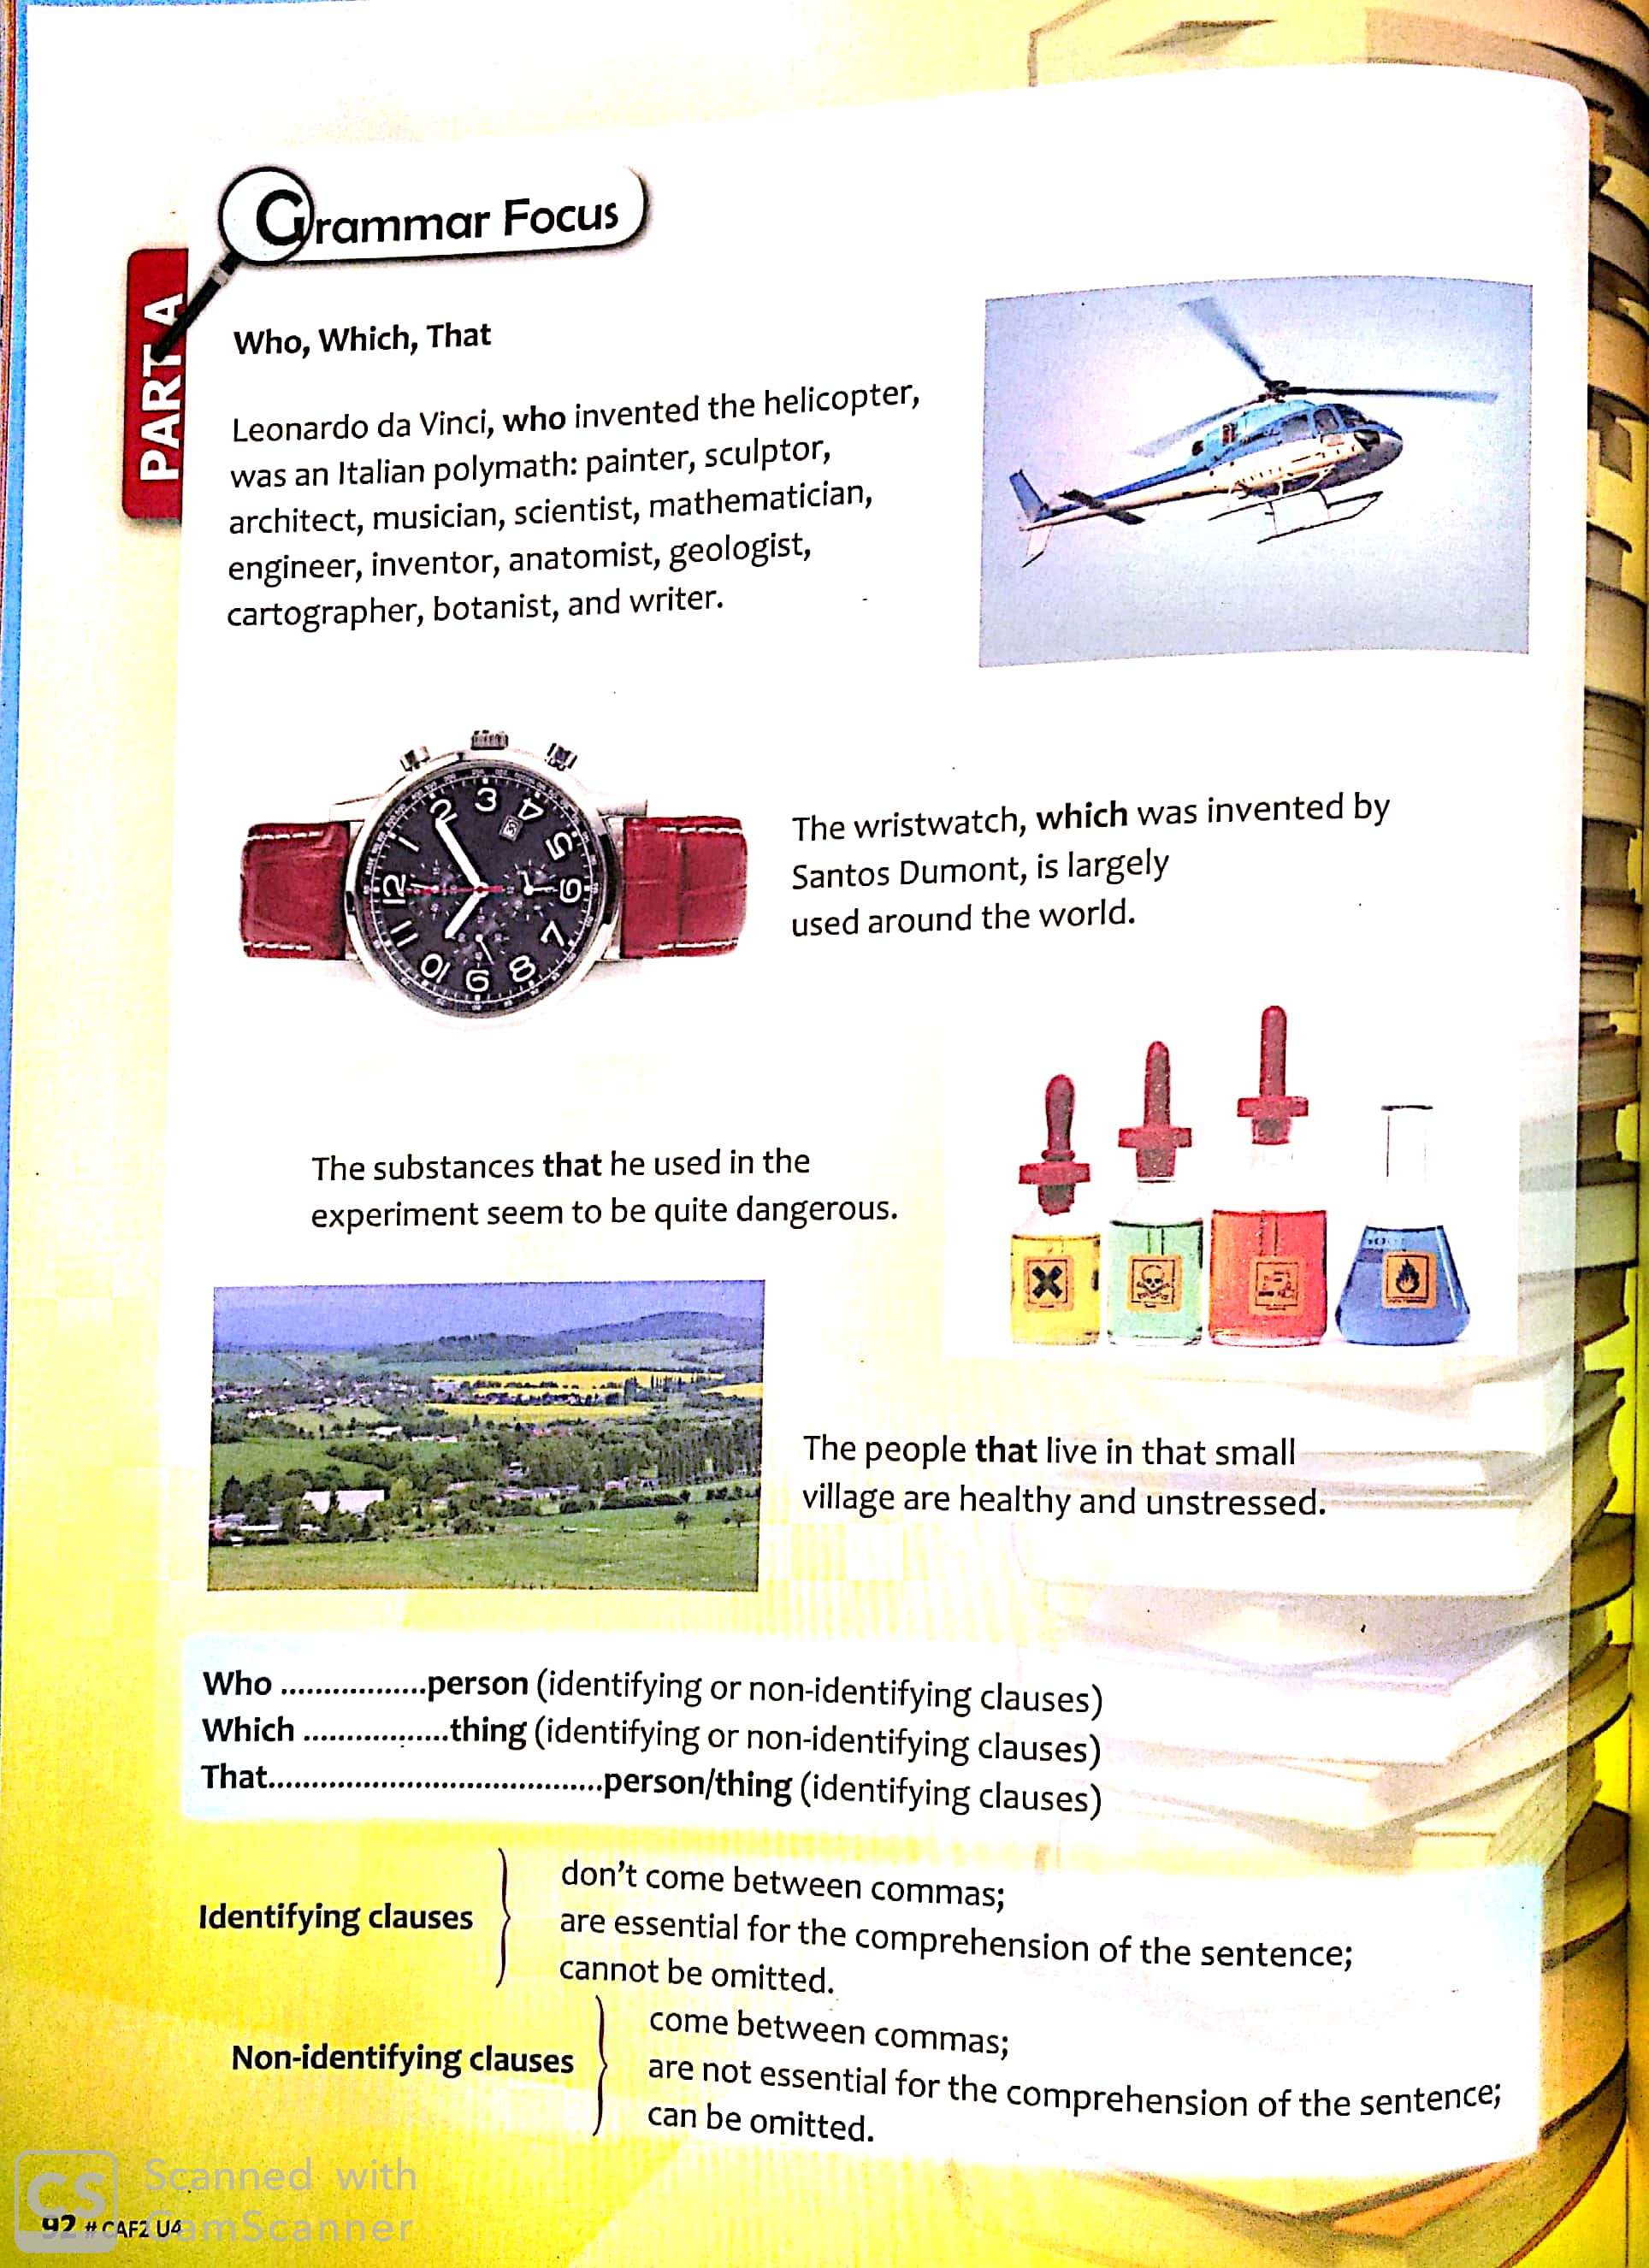 Grammar Focus
PART A
Who, Which, That
Leonardo da Vinci, who invented the helicopter,
was an Italian polymath: painter, sculptor,
architect, musician, scientist, mathematician,
engineer, inventor, anatomist, geologist,
cartographer, botanist, and writer.
The wristwatch, which was invented by
Santos Dumont, is largely
used around the world.
The substances that he used in the
experiment seem to be quite dangerous.
The people that live in that small
village are healthy and unstressed.
Who .................person (identifying or non-identifying clauses)
Which .................thing (identifying or non-identifying clauses)
That.......................................person/thing (identifying clauses)
Identifying clauses
don't come between commas;
are essential for the comprehension of the sentence;
cannot be omitted.
Non-identifying clauses
come between commas;
are not essential for the comprehension of the sentence;
can be omitted.
CS
Scanned with
CamScanner
92 # CAF2 U4